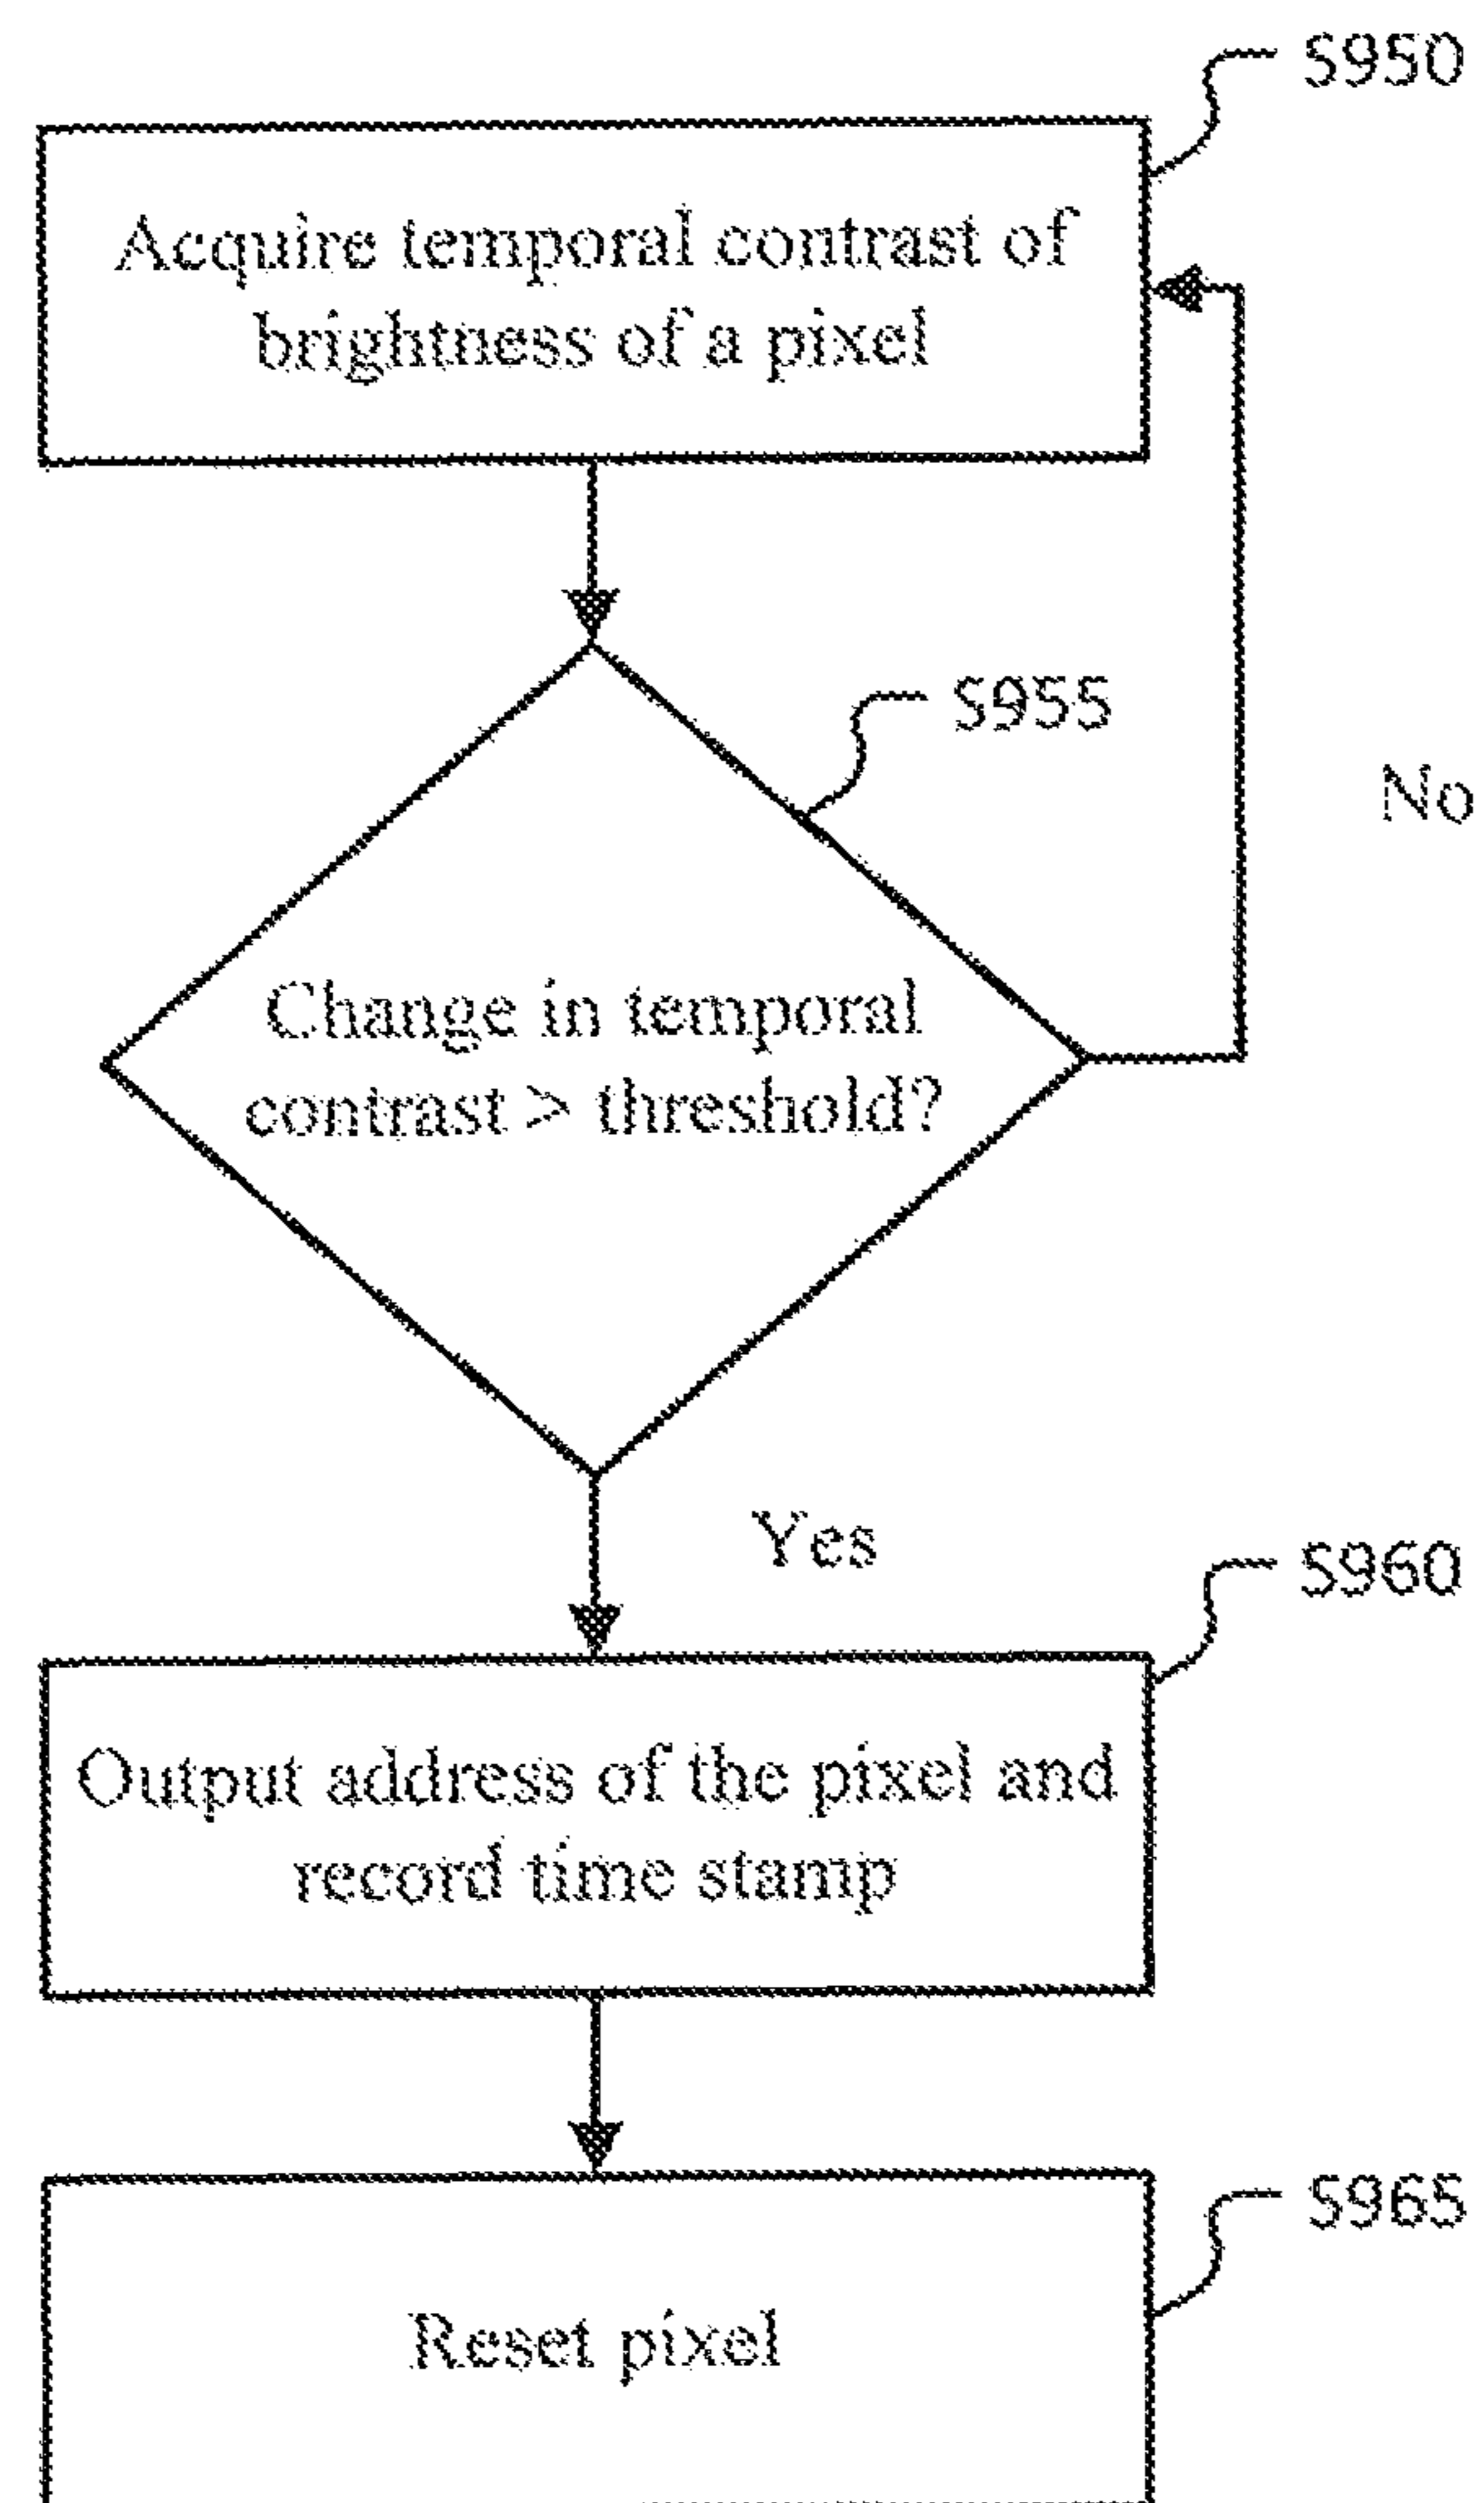 S950
Acquire temporal contrast of
brightness of a pixel
S955
No
Change in temporal
contrast > threshold?
Yes
S960
Output address of the pixel and
record time stamp
S965
Reset pixel